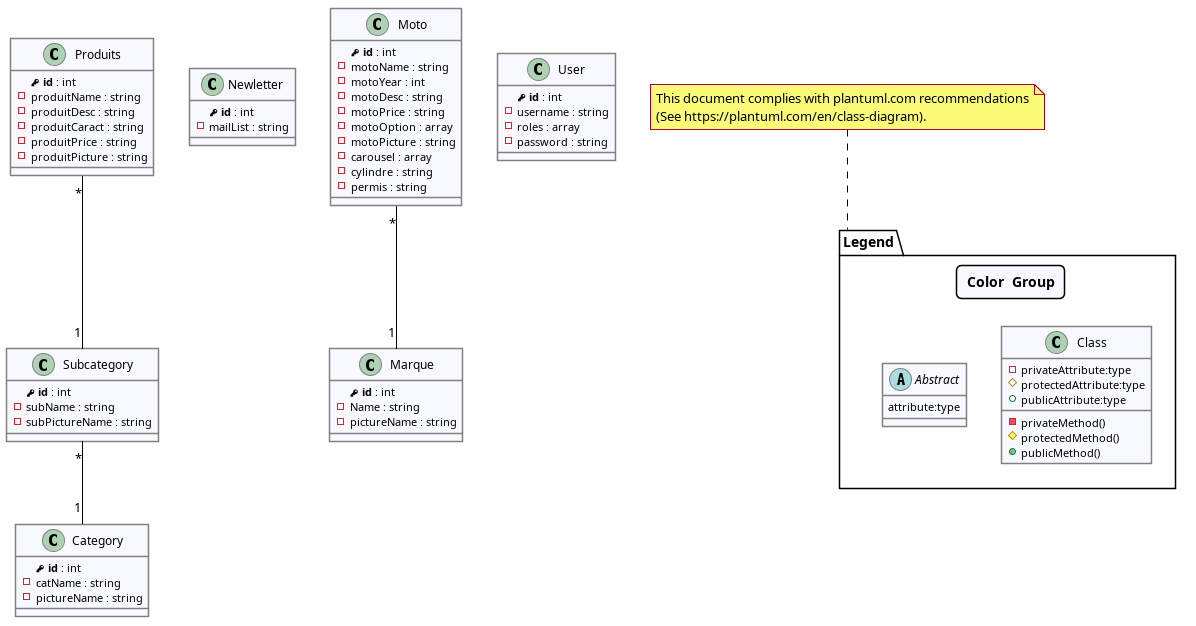 C Produits
id : int
produitName : string
produitDesc : string
produitCaract : string
produitPrice : string
produitPicture : string
*
1
C Subcategory
id : int
subName : string
subPictureName : string
*
1
C Category
id : int
catName : string
pictureName : string
C Newletter
id : int
mailList : string
C Moto
id : int
motoName : string
motoYear : int
motoDesc : string
motoPrice : string
motoOption : array
motoPicture : string
carousel : array
cylindre : string
permis : string
*
1
C Marque
id : int
Name : string
pictureName : string
C User
id : int
username : string
roles : array
password : string
This document complies with plantuml.com recommendations
(See https://plantuml.com/en/class-diagram).
Legend
Color Group
A Abstract
attribute:type
C Class
privateAttribute:type
protectedAttribute:type
publicAttribute:type
privateMethod()
protectedMethod()
publicMethod()